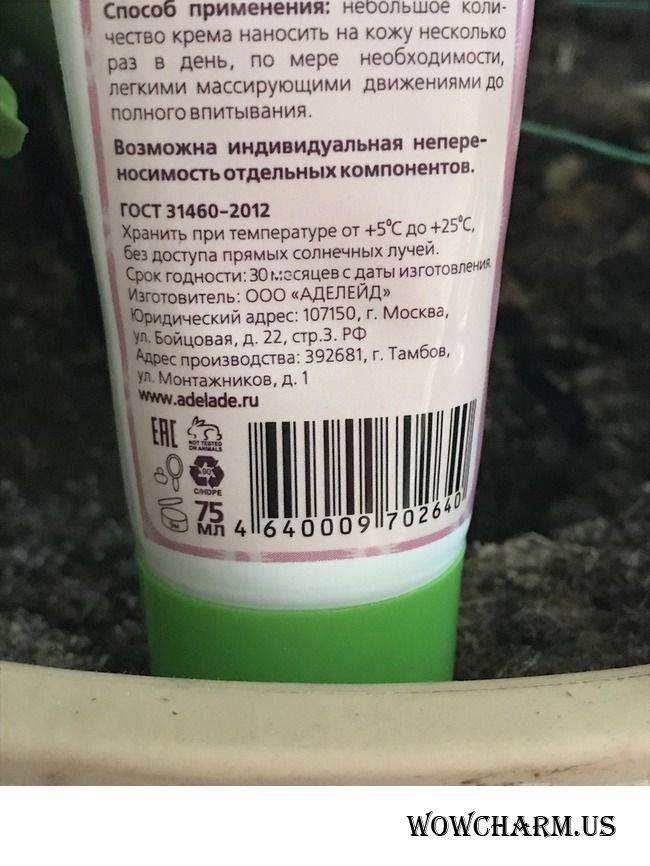 Способ применения: небольшое коли-
чество крема наносить на кожу несколько
раз в день, по мере необходимости,
легкими массирующими движениями до
полного впитывания.
Возможна индивидуальная непере-
носимость отдельных компонентов.
ГОСТ 31460-2012
Хранить при температуре от +5°С до +25°С,
без доступа прямых солнечных лучей.
Срок годности: 30 месяцев с даты изготовления.
Изготовитель: ООО «АДЕЛЕЙД»
Юридический адрес: 107150, г. Москва,
ул. Бойцовая, д. 22, стр.3. РФ
Адрес производства: 392681, г. Тамбов,
ул. Монтажников, д. 1
www.adelade.ru
EAC
NOT TESTED
ON ANIMALS
90
C/HDPE
75
МЛ
4 640009 702640
WOWCHARM.US